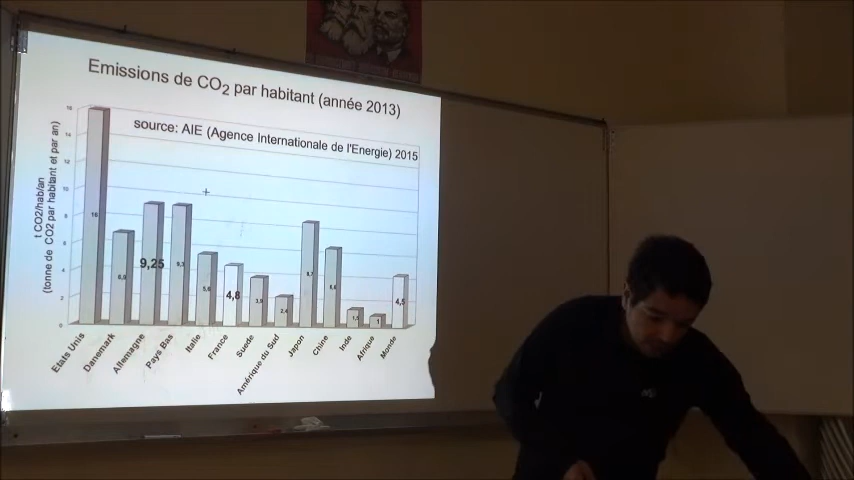 Emissions de CO2 par habitant (année 2013)
source: AIE (Agence Internationale de l'Energie) 2015
t CO2/hab/an
(tonne de CO2 par habitant et par an)
16
14
12
10
8
6
4
2
0
16
9,25
4,8
2,4
4,5
Etats Unis
Danemark
Allemagne
Pays Bas
Italie
France
Suede
Amérique du Sud
Japon
Chine
Inde
Afrique
Monde